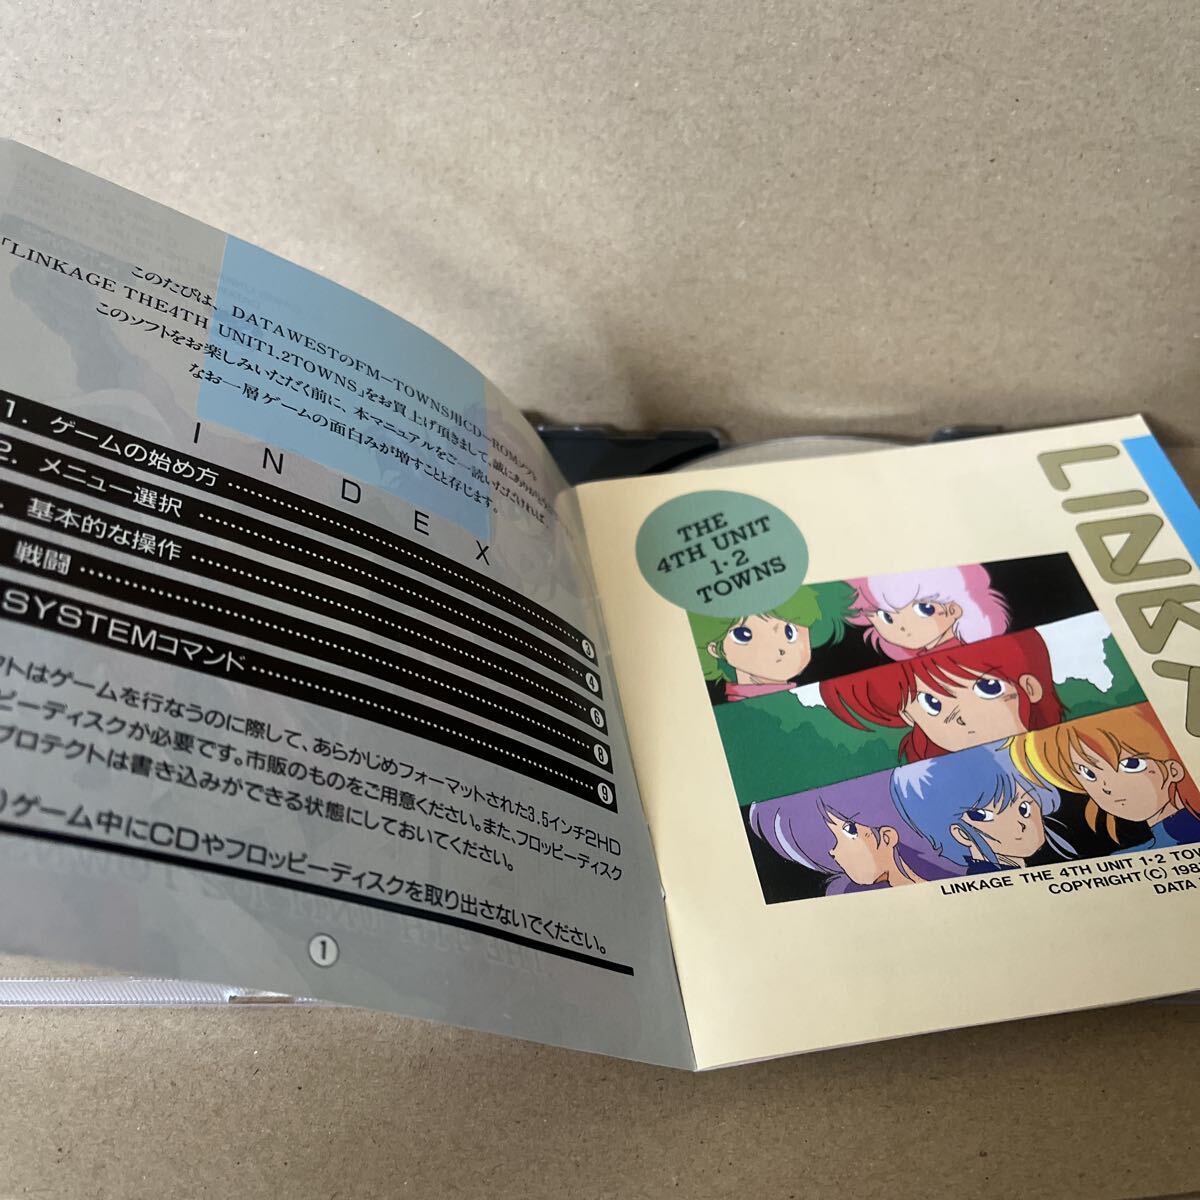 このたびは、DATAWESTのFM-TOWNS用CD-ROMソフト
「LINKAGE THE4TH UNIT1.2TOWNS」をお買上げ頂きまして、誠にありがとう
このソフトをお楽しみいただく前に、本マニュアルをご一読いただければ、
なお一層ゲームの面白みが増すことと存じます。
INDEX
1. ゲームの始め方 ③
2. メニュー選択 ④
. 基本的な操作 ⑥
戦闘 ⑧
SYSTEMコマンド ⑨
クトはゲームを行なうのに際して、あらかじめフォーマットされた3.5インチ2HD
ピーディスクが必要です。市販のものをご用意ください。また、フロッピーディスク
プロテクトは書き込みができる状態にしておいてください。
)ゲーム中にCDやフロッピーディスクを取り出さないでください。
①
THE
4TH UNIT
1・2
TOWNS
LINKAGE THE 4TH UNIT 1・2 TOW
COPYRIGHT(C) 198
DATA